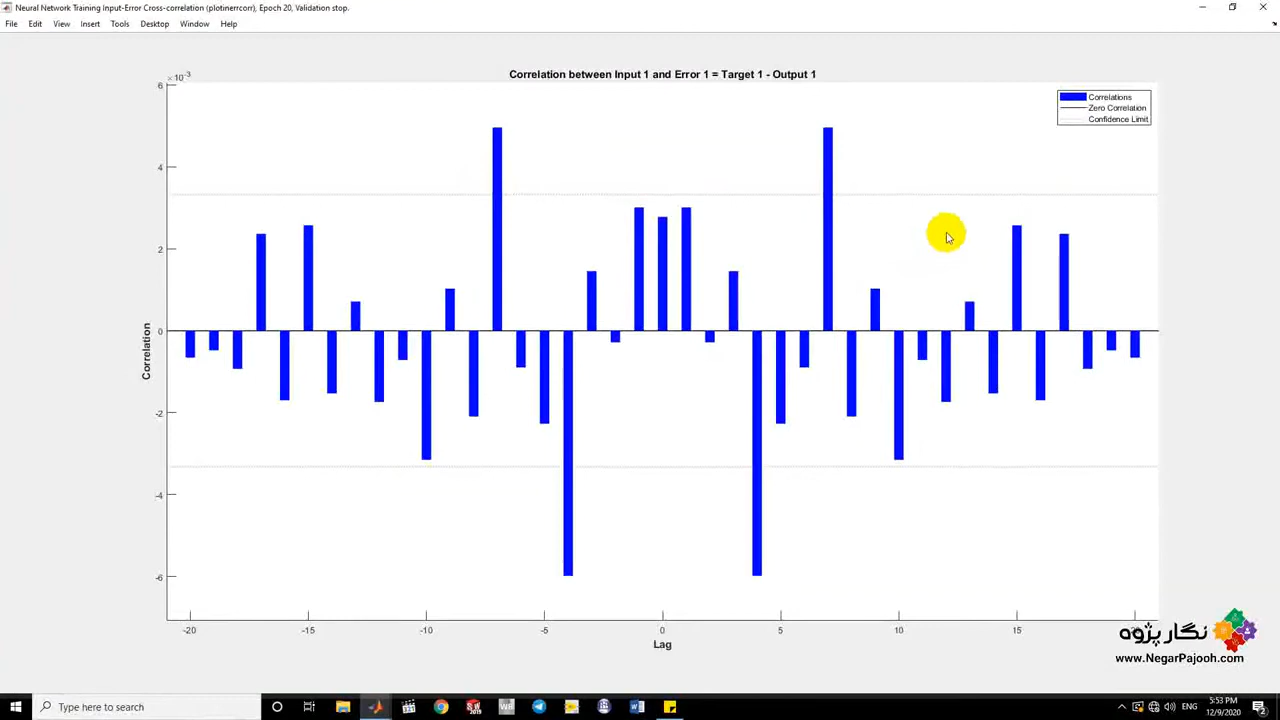 Neural Network Training Input-Error Cross-correlation (plotinerrcorr), Epoch 20, Validation stop.
File Edit View Insert Tools Desktop Window Help
Correlation between Input 1 and Error 1 = Target 1 - Output 1
×10⁻³
6
4
2
0
-2
-4
-6
Correlation
Correlations
Zero Correlation
Confidence Limit
-20 -15 -10 -5 0 5 10 15
Lag
نگار پژوه
www.NegarPajooh.com
Type here to search
2015
W
ENG
5:53 PM
12/9/2020
2